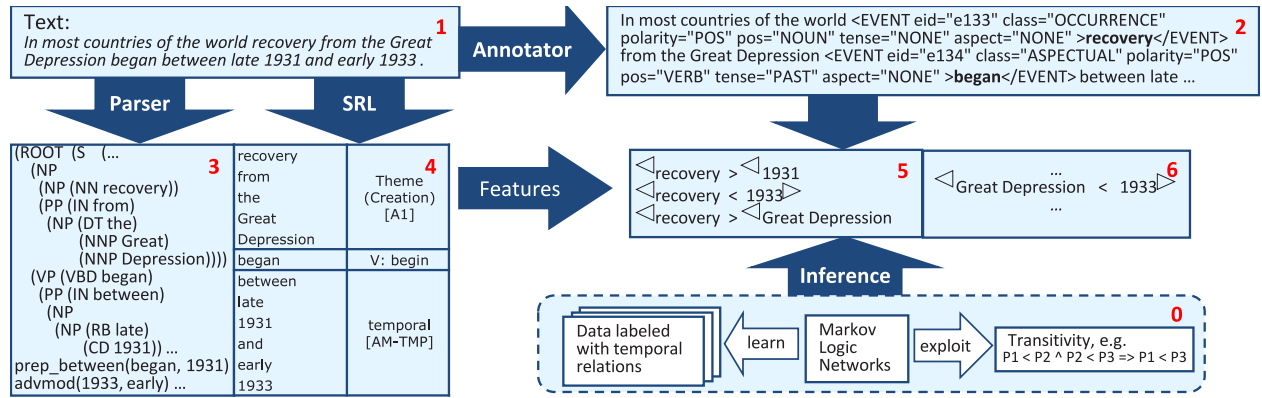 Text:
1
In most countries of the world recovery from the Great
Depression began between late 1931 and early 1933 .
Annotator
2
In most countries of the world <EVENT eid="e133" class="OCCURRENCE"
polarity="POS" pos="NOUN" tense="NONE" aspect="NONE" >recovery</EVENT>
from the Great Depression <EVENT eid="e134" class="ASPECTUAL" polarity="POS"
pos="VERB" tense="PAST" aspect="NONE" >began</EVENT> between late ...
Parser
SRL
3
(ROOT (S (...
(NP
(NP (NN recovery))
(PP (IN from)
(NP (DT the)
(NNP Great)
(NNP Depression))))
(VP (VBD began)
(PP (IN between)
(NP
(NP (RB late)
(CD 1931)) ...
prep_between(began, 1931)
advmod(1933, early) ...
4
recovery
from
the
Great
Depression
Theme
(Creation)
[A1]
began
V: begin
between
late
1931
and
early
1933
temporal
[AM-TMP]
Features
5
◁recovery > ◁1931
◁recovery < 1933▷
◁recovery > ◁Great Depression
6
...
◁Great Depression < 1933▷
...
Inference
0
Data labeled
with temporal
relations
learn
Markov
Logic
Networks
exploit
Transitivity, e.g.
P1 < P2 ^ P2 < P3 => P1 < P3